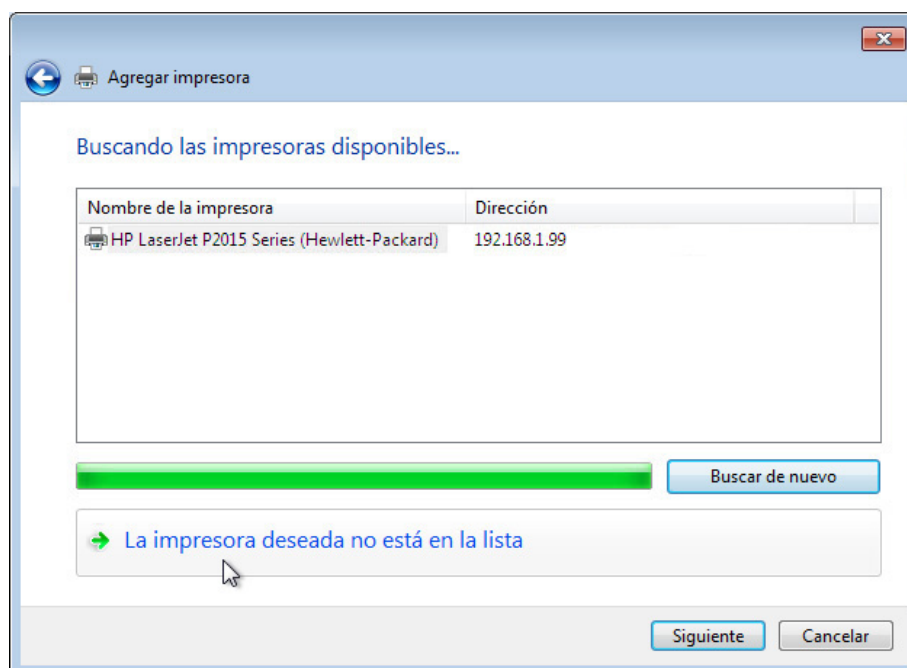 Agregar impresora
Buscando las impresoras disponibles...
Nombre de la impresora Dirección
HP LaserJet P2015 Series (Hewlett-Packard) 192.168.1.99
Buscar de nuevo
La impresora deseada no está en la lista
Siguiente Cancelar